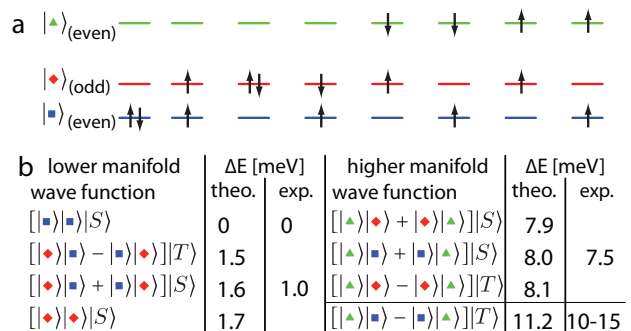 a |▲⟩(even)
|◆⟩(odd)
|■⟩(even)
b lower manifold ΔE [meV] higher manifold ΔE [meV]
wave function theo. exp. wave function theo. exp.
[|■⟩|■⟩|S⟩ 0 0 [|▲⟩|◆⟩ + |◆⟩|▲⟩]|S⟩ 7.9
[|◆⟩|■⟩ − |■⟩|◆⟩]|T⟩ 1.5 [|▲⟩|■⟩ + |■⟩|▲⟩]|S⟩ 8.0 7.5
[|◆⟩|■⟩ + |■⟩|◆⟩]|S⟩ 1.6 1.0 [|▲⟩|◆⟩ − |◆⟩|▲⟩]|T⟩ 8.1
[|◆⟩|◆⟩|S⟩ 1.7 [|▲⟩|■⟩ − |■⟩|▲⟩]|T⟩ 11.2 10-15